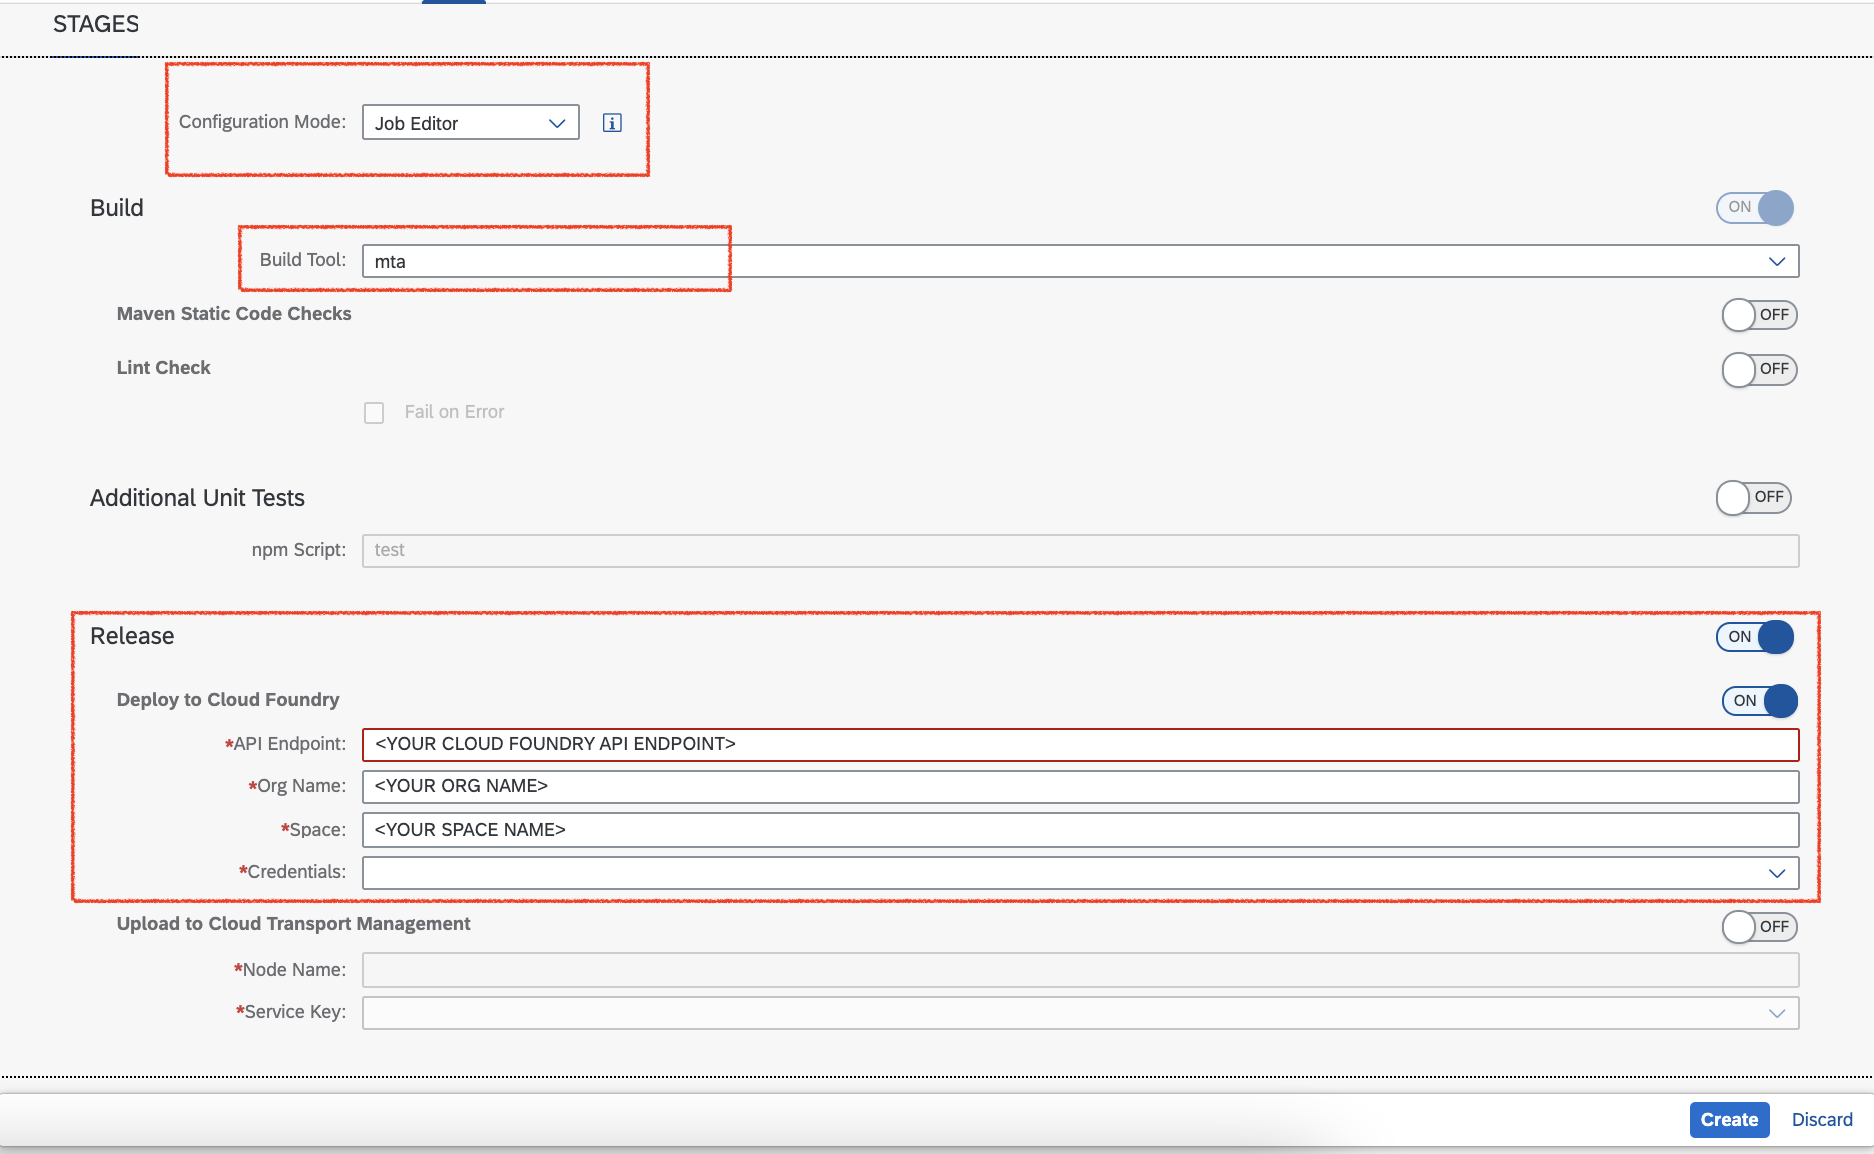 STAGES
Configuration Mode: Job Editor
Build ON
Build Tool: mta
Maven Static Code Checks OFF
Lint Check OFF
Fail on Error
Additional Unit Tests OFF
npm Script: test
Release ON
Deploy to Cloud Foundry ON
*API Endpoint: <YOUR CLOUD FOUNDRY API ENDPOINT>
*Org Name: <YOUR ORG NAME>
*Space: <YOUR SPACE NAME>
*Credentials:
Upload to Cloud Transport Management OFF
*Node Name:
*Service Key:
Create Discard